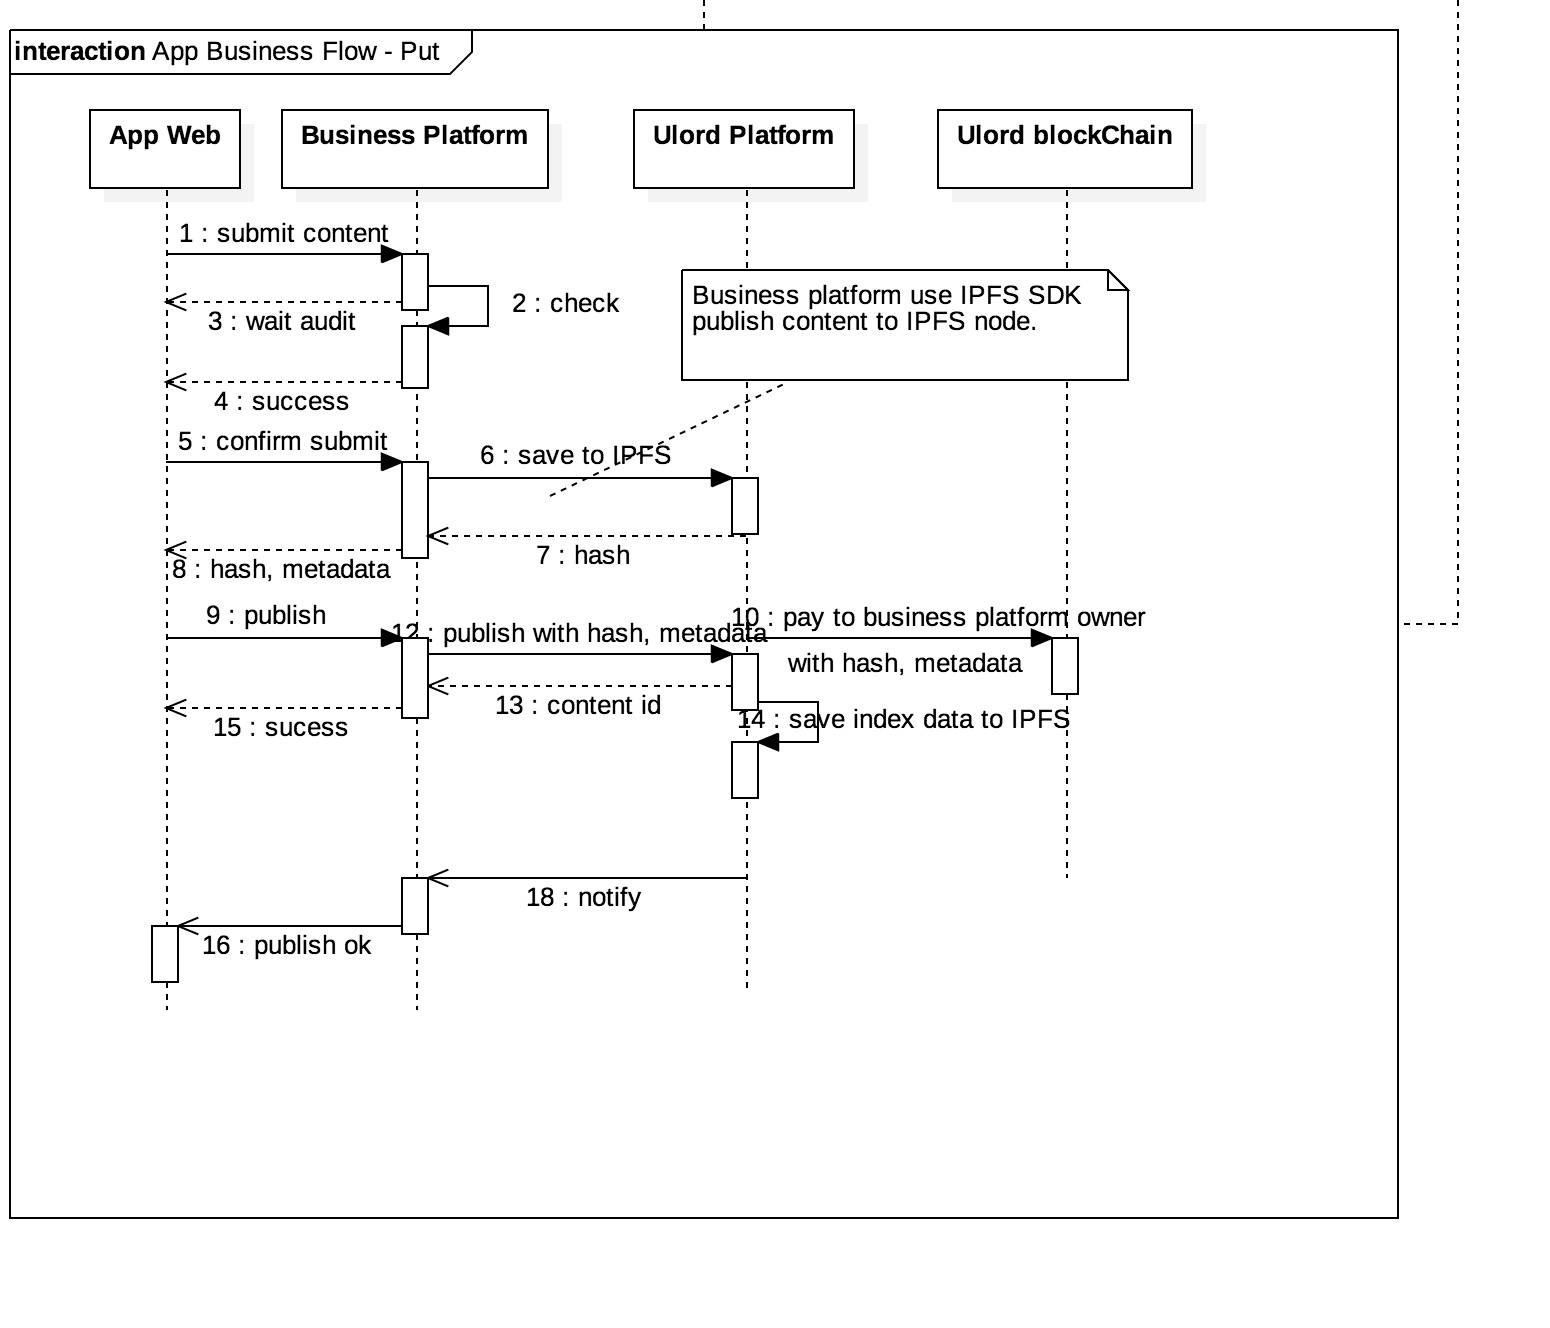 interaction App Business Flow - Put
App Web
Business Platform
Ulord Platform
Ulord blockChain
1 : submit content
2 : check
Business platform use IPFS SDK
publish content to IPFS node.
3 : wait audit
4 : success
5 : confirm submit
6 : save to IPFS
7 : hash
8 : hash, metadata
9 : publish
10 : pay to business platform owner
12 : publish with hash, metadata
with hash, metadata
13 : content id
14 : save index data to IPFS
15 : sucess
18 : notify
16 : publish ok